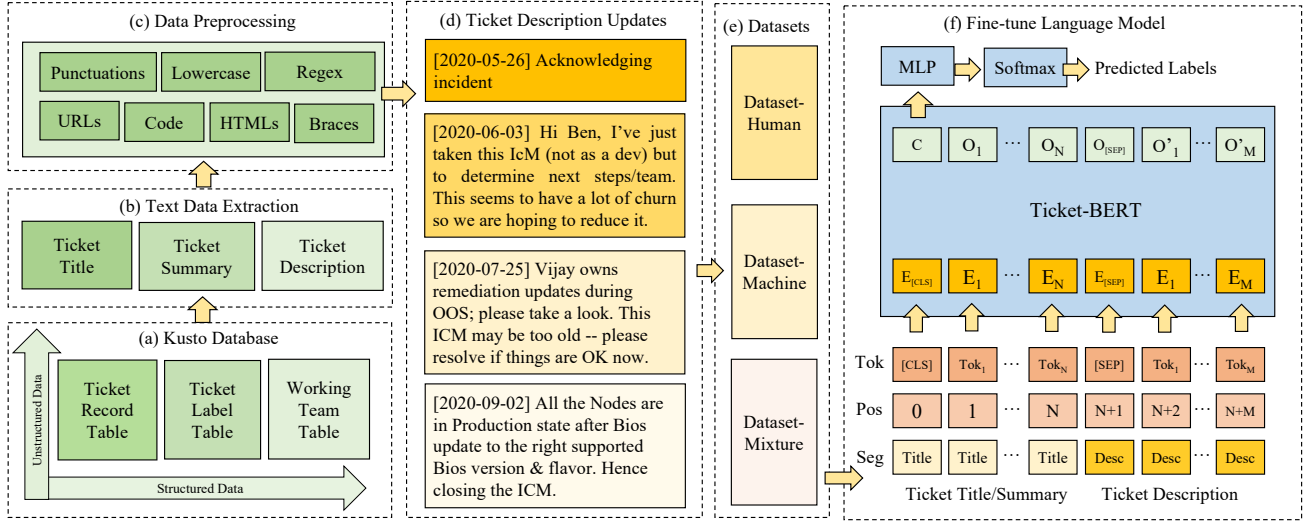 (c) Data Preprocessing
Punctuations
Lowercase
Regex
URLs
Code
HTMLs
Braces
(b) Text Data Extraction
Ticket
Title
Ticket
Summary
Ticket
Description
(a) Kusto Database
Unstructured Data
Ticket
Record
Table
Ticket
Label
Table
Working
Team
Table
Structured Data
(d) Ticket Description Updates
[2020-05-26] Acknowledging
incident
[2020-06-03] Hi Ben, I've just
taken this IcM (not as a dev) but
to determine next steps/team.
This seems to have a lot of churn
so we are hoping to reduce it.
[2020-07-25] Vijay owns
remediation updates during
OOS; please take a look. This
ICM may be too old -- please
resolve if things are OK now.
[2020-09-02] All the Nodes are
in Production state after Bios
update to the right supported
Bios version & flavor. Hence
closing the ICM.
(e) Datasets
Dataset-
Human
Dataset-
Machine
Dataset-
Mixture
(f) Fine-tune Language Model
MLP
Softmax
Predicted Labels
C O1 ··· ON O[SEP] O'1 ··· O'M
Ticket-BERT
E[CLS] E1 ··· EN E[SEP] E1 ··· EM
Tok [CLS] Tok1 ··· TokN [SEP] Tok1 ··· TokM
Pos 0 1 ··· N N+1 N+2 ··· N+M
Seg Title Title ··· Title Desc Desc ··· Desc
Ticket Title/Summary Ticket Description